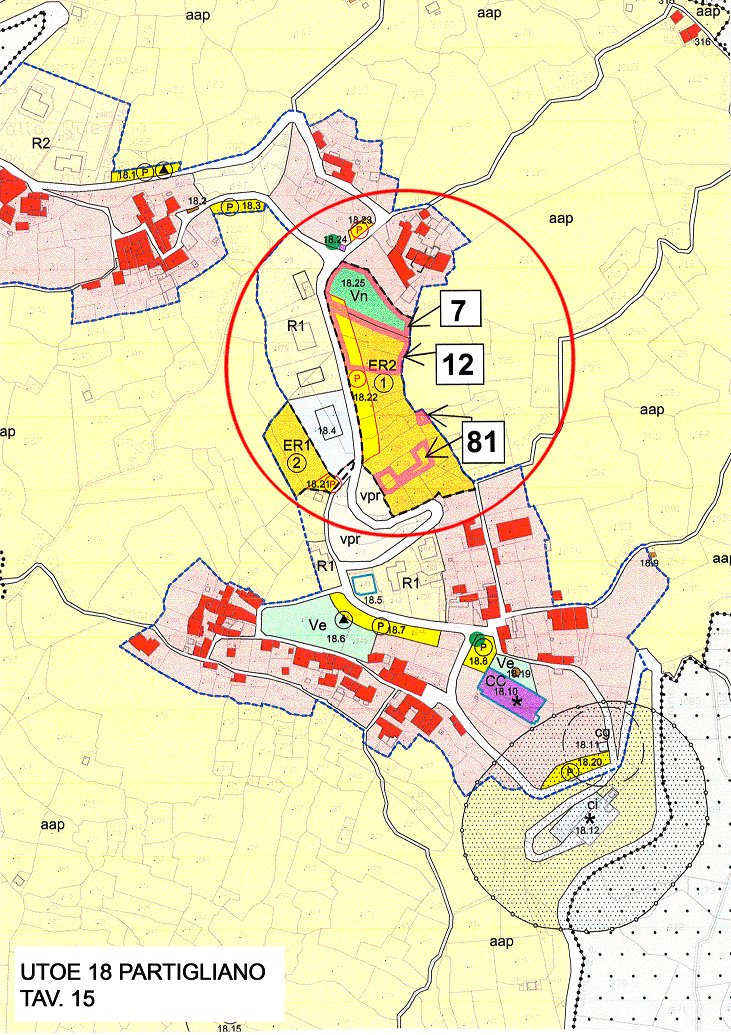 aap
aap
aap
316
R2
18.1
P
18.2
P
18.3
18.23
P
18.24
aap
18.25
Vn
7
R1
ER2
1
12
P
18.22
aap
18.4
81
ER1
2
18.21
P
vpr
vpr
R1
18.5
R1
18.9
Ve
18.6
P
18.7
P
18.8
Ve
18.19
CC
18.10
*
cg
18.11
18.20
P
ci
*
18.12
aap
aap
UTOE 18 PARTIGLIANO
TAV. 15
18.15